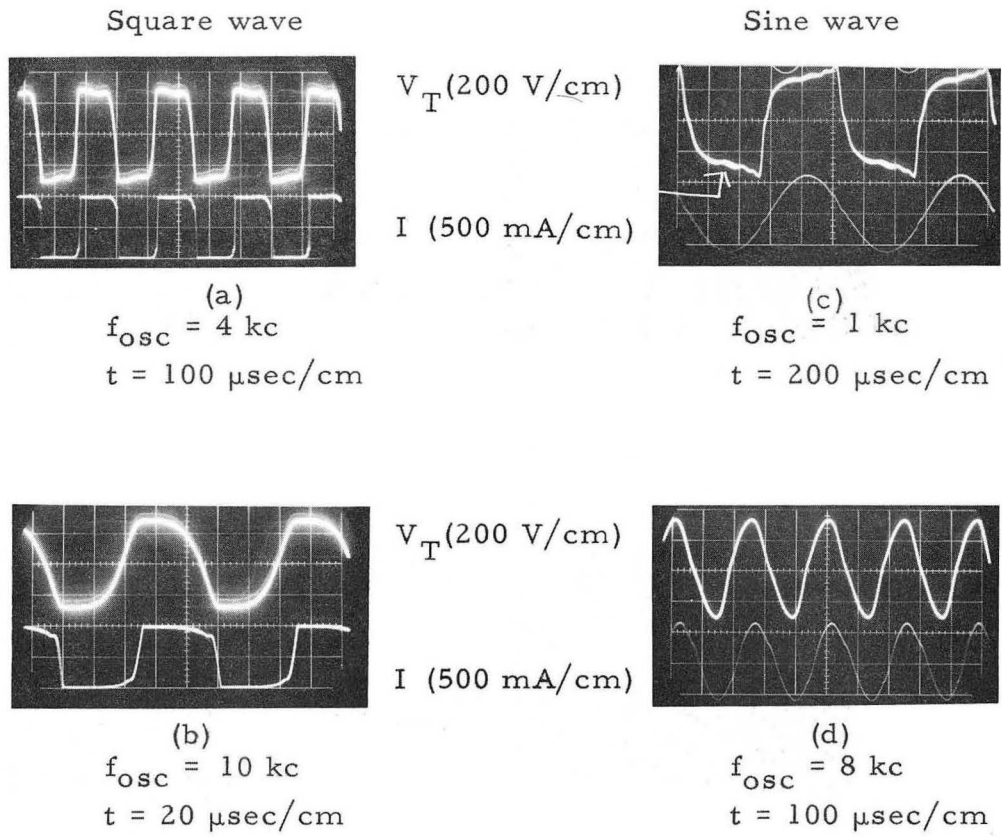 Square wave
Sine wave
V_T (200 V/cm)
I (500 mA/cm)
(a)
f_osc = 4 kc
t = 100 μsec/cm
(c)
f_osc = 1 kc
t = 200 μsec/cm
V_T (200 V/cm)
I (500 mA/cm)
(b)
f_osc = 10 kc
t = 20 μsec/cm
(d)
f_osc = 8 kc
t = 100 μsec/cm